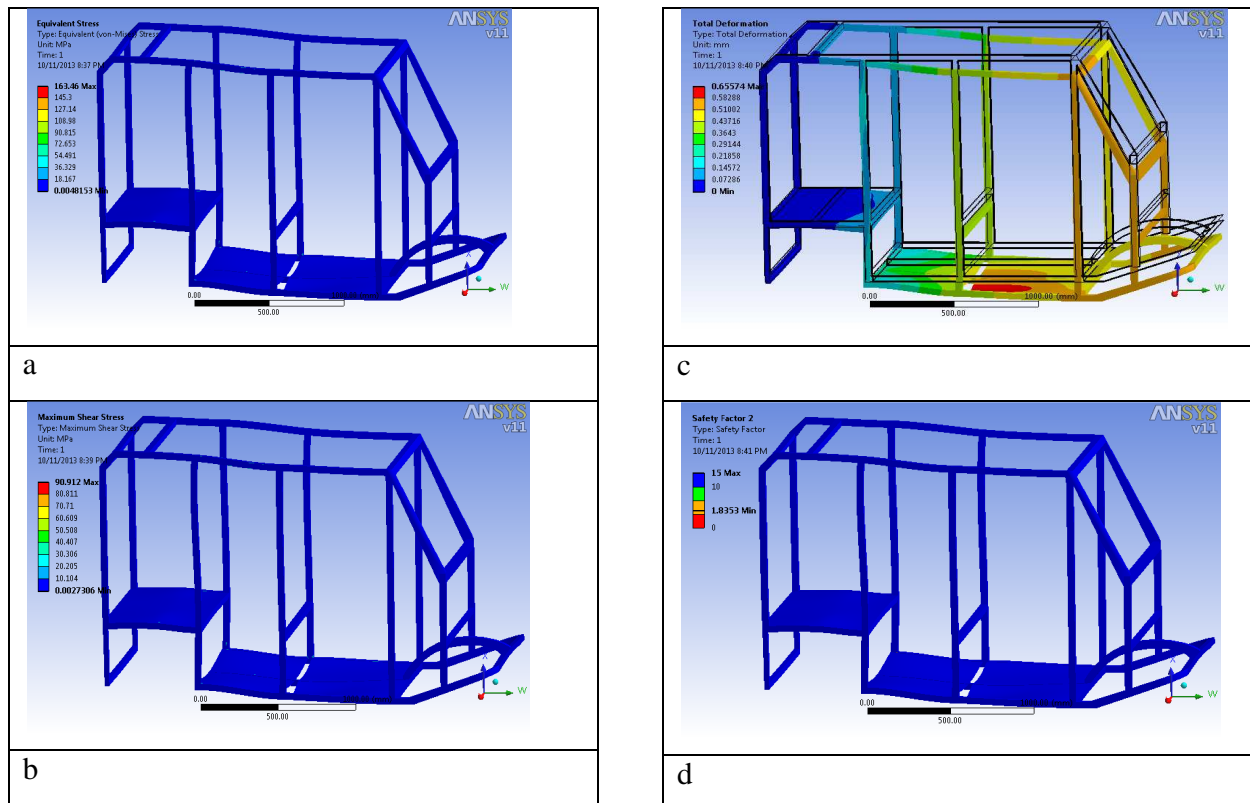 Equivalent Stress
Type: Equivalent (von-Mises) Stress
Unit: MPa
Time: 1
10/11/2013 8:37 PM
163.46 Max
145.3
127.14
108.98
90.815
72.653
54.491
36.329
18.167
0.0048153 Min
ANSYS
v11
0.00
500.00
X
a
Maximum Shear Stress
Type: Maximum Shear Stre
Unit: MPa
Time: 1
10/11/2013 8:39 PM
90.912 Max
80.811
70.71
60.609
50.508
40.407
30.306
20.205
10.104
0.0027306 Min
ANSYS
v11
0.00
500.00
b
Total Deformation
Type: Total Deformation
Unit: mm
Time: 1
10/11/2013 8:40 PM
0.65574 Max
0.58288
0.51002
0.43716
0.3643
0.29144
0.21858
0.14572
0.07286
0 Min
ANSYS
v11
0.00
1000.00 (mm)
500.00
c
Safety Factor 2
Type: Safety Factor
Time: 1
10/11/2013 8:41 PM
15 Max
10
1.8353 Min
0
ANSYS
v11
0.00
500.00
d